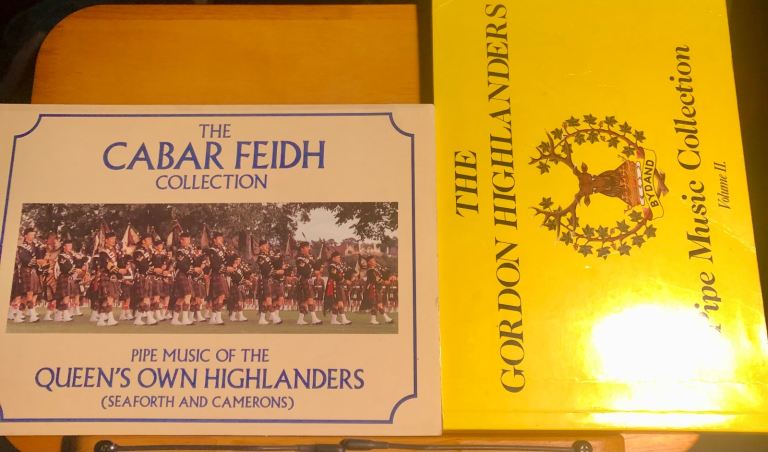 THE
CABAR FEIDH
COLLECTION
PIPE MUSIC OF THE
QUEEN'S OWN HIGHLANDERS
(SEAFORTH AND CAMERONS)
THE
GORDON HIGHLANDERS
BYDAND
Pipe Music Collection
Volume II.